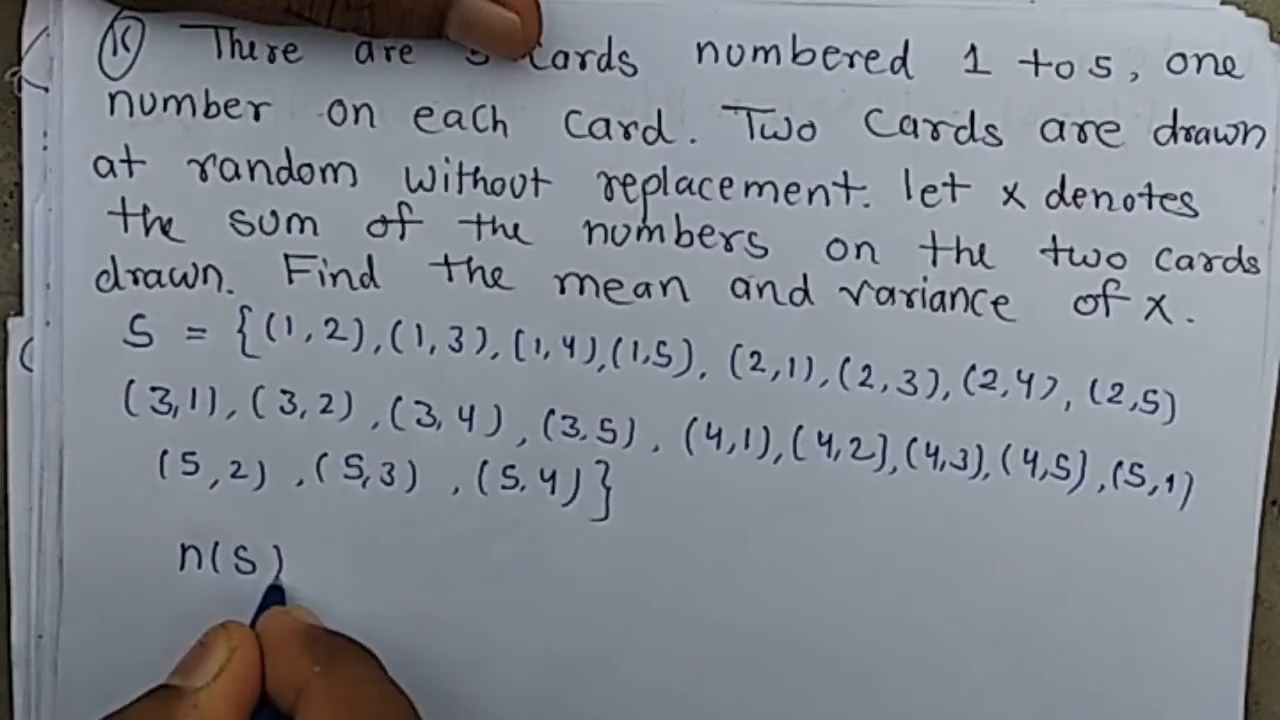 K There are 5 cards numbered 1 to 5, one
number on each card. Two cards are drawn
at random without replacement. let x denotes
the sum of the numbers on the two cards
drawn. Find the mean and variance of x.
S = {(1,2),(1,3),(1,4),(1,5),(2,1),(2,3),(2,4),(2,5)
(3,1),(3,2),(3,4),(3,5),(4,1),(4,2),(4,3),(4,5),(5,1)
(5,2),(5,3),(5,4)}
n(S)